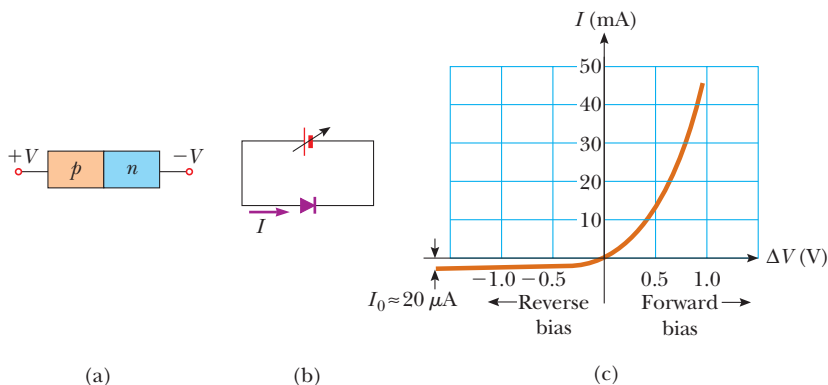 +V
p
n
−V
(a)
I
(b)
I (mA)
50
40
30
20
10
ΔV (V)
−1.0 −0.5
0
0.5
1.0
I₀ ≈ 20 μA
Reverse
bias
Forward
bias
(c)